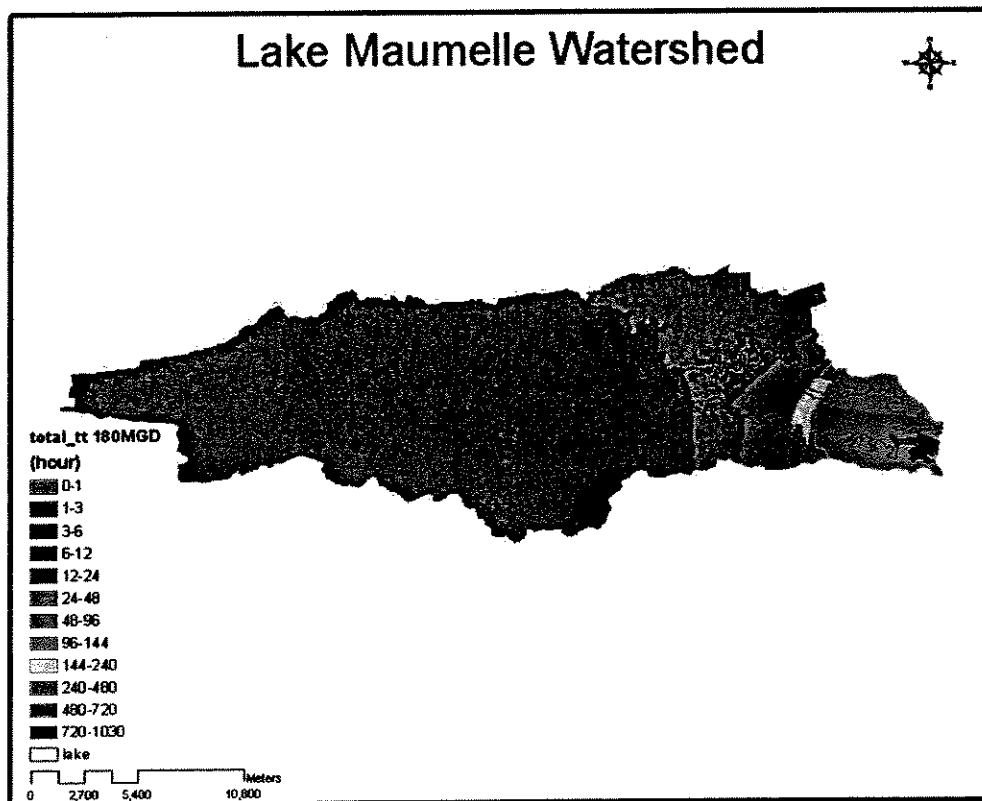 Lake Maumelle Watershed
total_tt 180MGD
(hour)
0-1
1-3
3-6
6-12
12-24
24-48
48-96
96-144
144-240
240-480
480-720
720-1030
lake
Meters
0 2,700 5,400 10,800